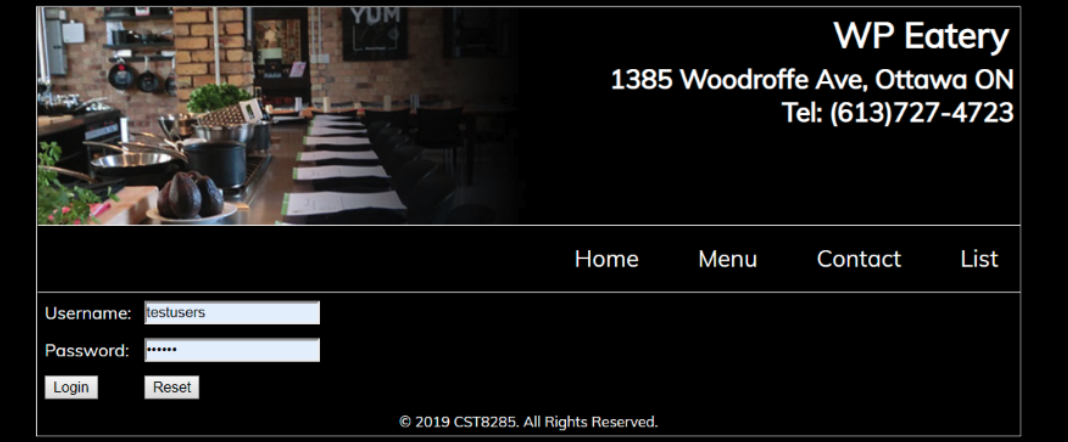 YUM
WP Eatery
1385 Woodroffe Ave, Ottawa ON
Tel: (613)727-4723
Home Menu Contact List
Username: testusers
Password: ••••••
Login Reset
© 2019 CST8285. All Rights Reserved.